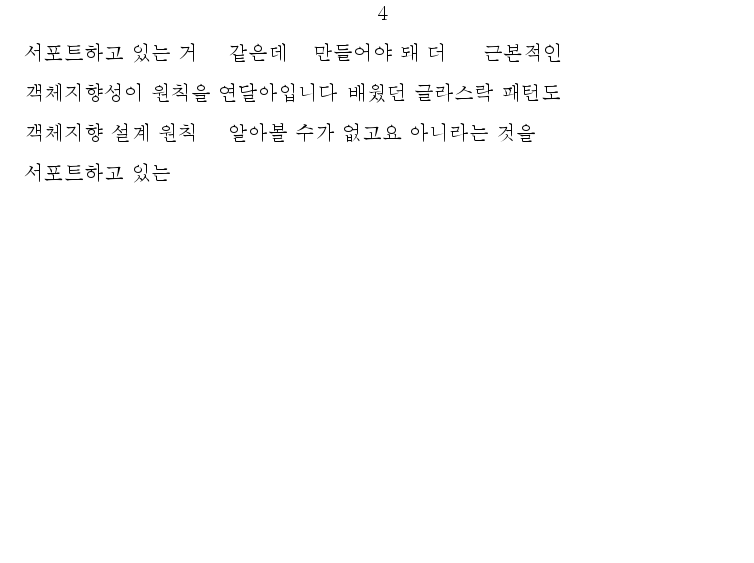 4
서포트하고 있는 거 같은데 만들어야 돼 더 근본적인
객체지향성이 원칙을 연달아입니다 배웠던 글라스락 패턴도
객체지향 설계 원칙 알아볼 수가 없고요 아니라는 것을
서포트하고 있는